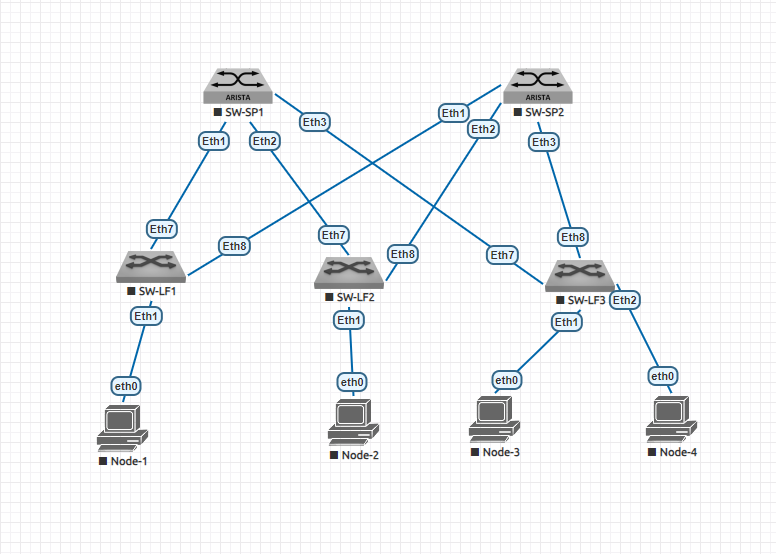 ARISTA
SW-SP1
ARISTA
SW-SP2
Eth3
Eth1
Eth2
Eth1
Eth2
Eth3
Eth7
Eth7
Eth8
Eth8
Eth7
Eth8
SW-LF1
SW-LF2
SW-LF3
Eth2
Eth1
Eth1
Eth1
eth0
eth0
eth0
eth0
Node-1
Node-2
Node-3
Node-4